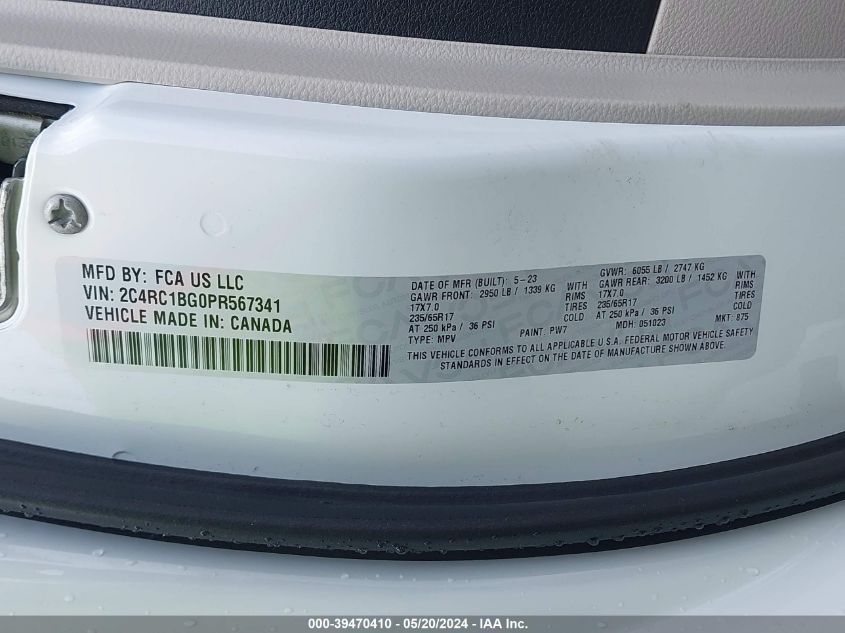 MFD BY: FCA US LLC
VIN: 2C4RC1BG0PR567341
VEHICLE MADE IN: CANADA
DATE OF MFR (BUILT): 5-23
GAWR FRONT: 2950 LB / 1339 KG
17X7.0 RIMS
235/65R17 TIRES
AT 250 kPa / 36 PSI COLD
TYPE: MPV PAINT: PW7
GVWR: 6055 LB / 2747 KG
GAWR REAR: 3200 LB / 1452 KG
17X7.0 RIMS
235/65R17 TIRES
AT 250 kPa / 36 PSI COLD
MDH: 051023 MKT: 875
THIS VEHICLE CONFORMS TO ALL APPLICABLE U.S.A. FEDERAL MOTOR VEHICLE SAFETY
STANDARDS IN EFFECT ON THE DATE OF MANUFACTURE SHOWN ABOVE.
000-39470410 - 05/20/2024 - IAA Inc.